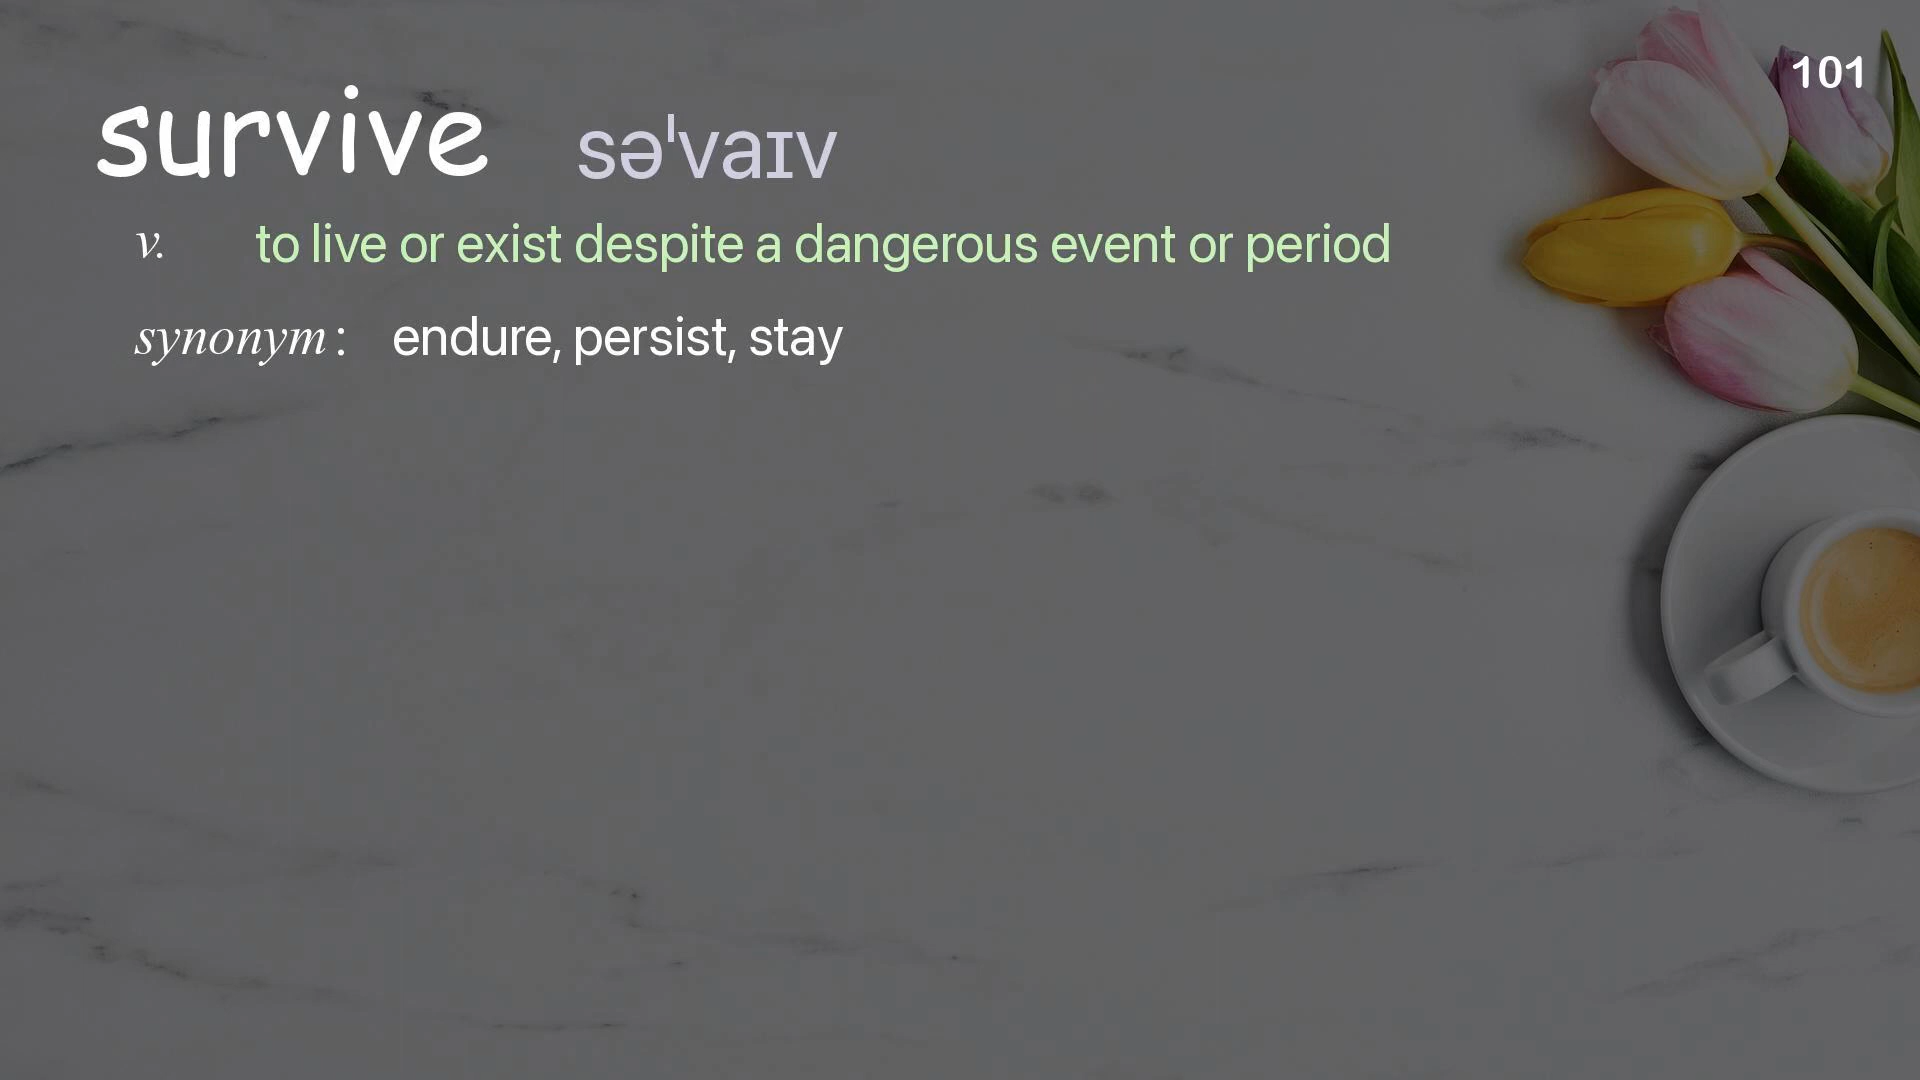 101
survive səˈvaɪv
v. to live or exist despite a dangerous event or period
synonym : endure, persist, stay